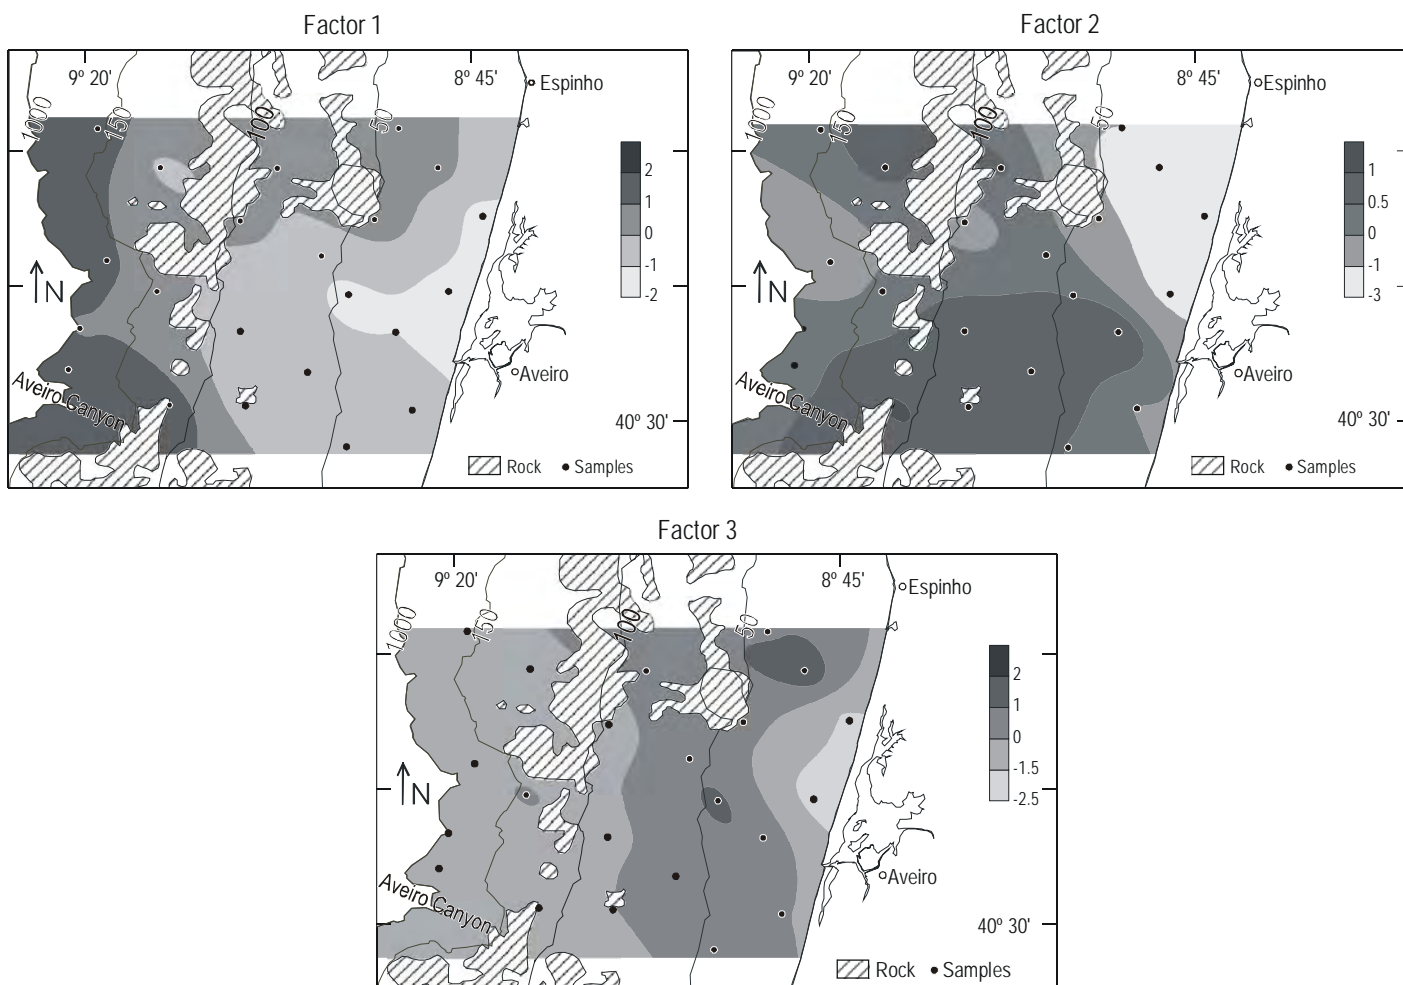 Factor 1
9º 20'
8º 45'
Espinho
1000
150
100
50
2
1
0
-1
-2
N
Aveiro
Aveiro Canyon
40º 30'
Rock
Samples
Factor 2
9º 20'
8º 45'
Espinho
1000
150
100
50
1
0.5
0
-1
-3
N
Aveiro
Aveiro Canyon
40º 30'
Rock
Samples
Factor 3
9º 20'
8º 45'
Espinho
1000
150
100
50
2
1
0
-1.5
-2.5
N
Aveiro
Aveiro Canyon
40º 30'
Rock
Samples